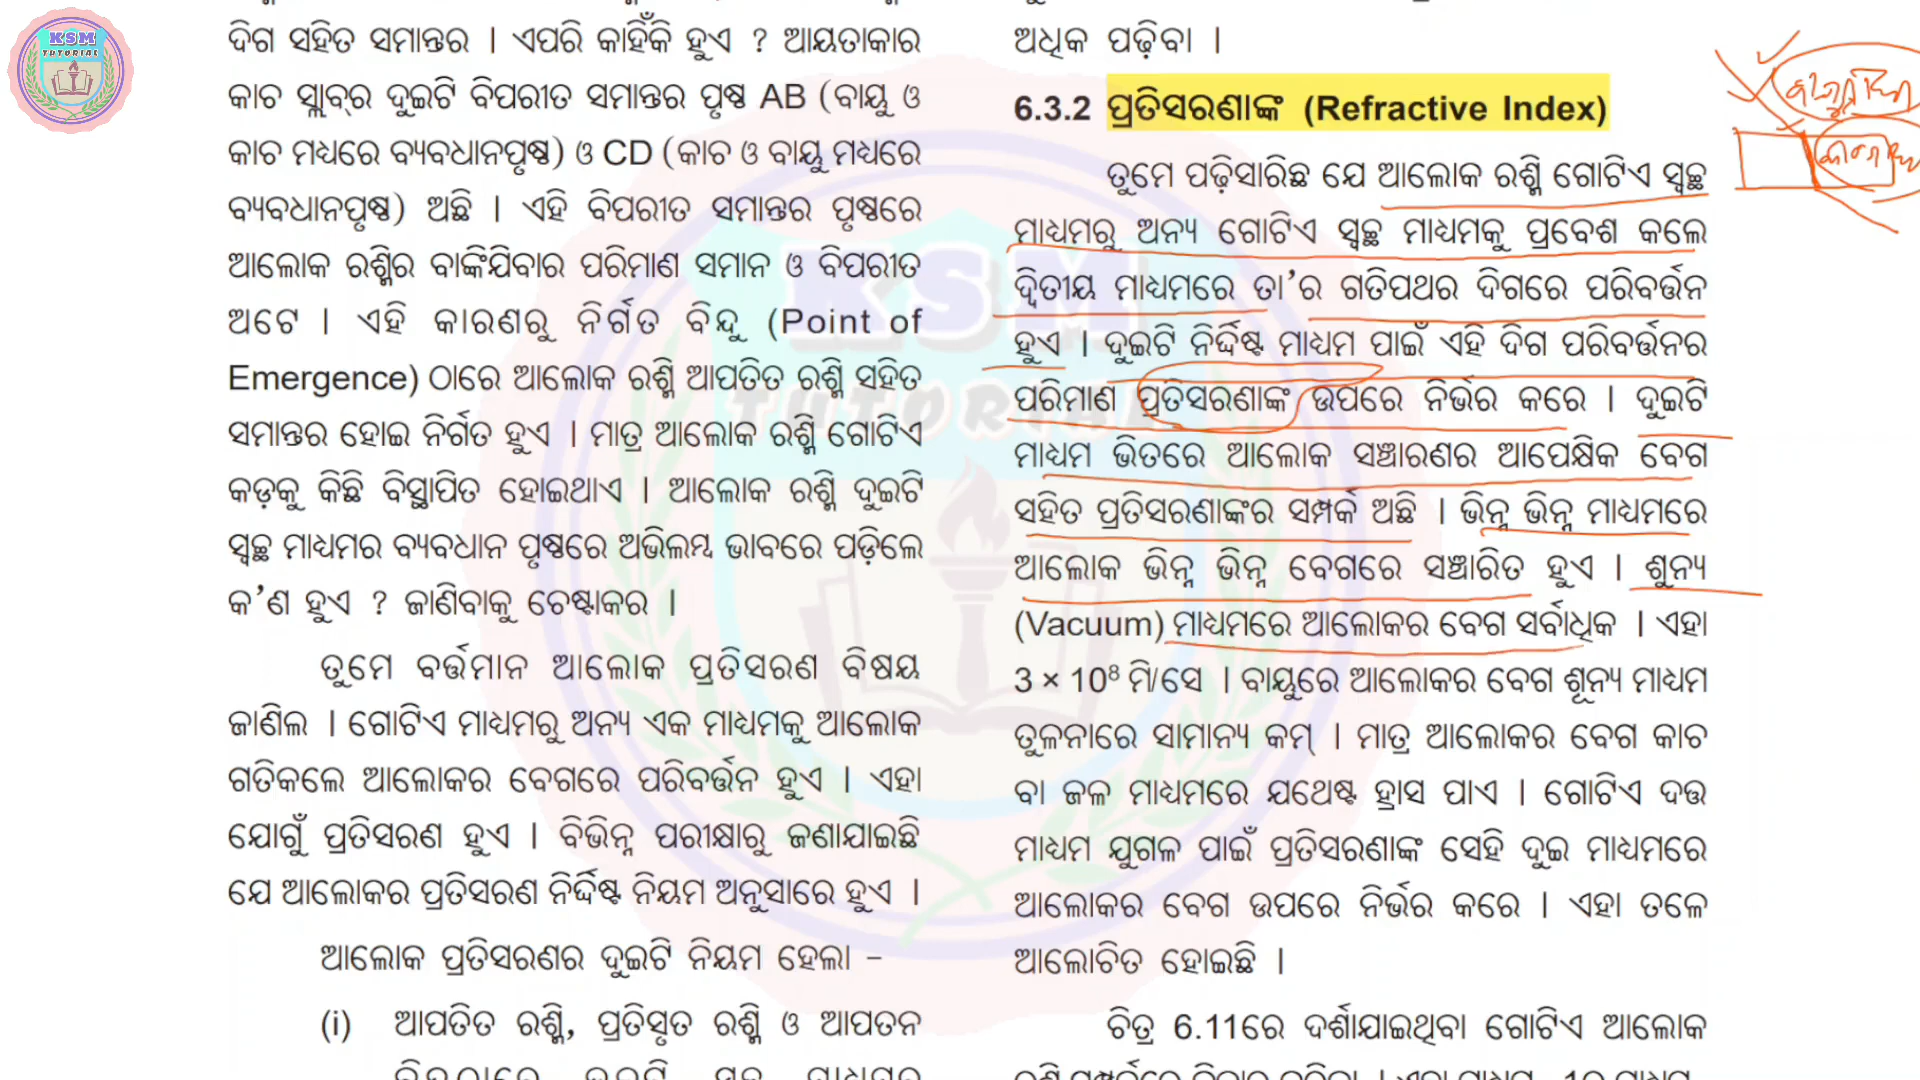 KSM
TUTORIAL
ଦିଗ ସହିତ ସମାନ୍ତର । ଏପରି କାହିଁକି ହୁଏ ? ଆୟତାକାର
କାଚ ସ୍ଲାବ୍‌ର ଦୁଇଟି ବିପରୀତ ସମାନ୍ତର ପୃଷ୍ଠ AB (ବାୟୁ ଓ
କାଚ ମଧ୍ୟରେ ବ୍ୟବଧାନପୃଷ୍ଠ) ଓ CD (କାଚ ଓ ବାୟୁ ମଧ୍ୟରେ
ବ୍ୟବଧାନପୃଷ୍ଠ) ଅଛି । ଏହି ବିପରୀତ ସମାନ୍ତର ପୃଷ୍ଠରେ
ଆଲୋକ ରଶ୍ମିର ବାଙ୍କିଯିବାର ପରିମାଣ ସମାନ ଓ ବିପରୀତ
ଅଟେ । ଏହି କାରଣରୁ ନିର୍ଗତ ବିନ୍ଦୁ (Point of
Emergence) ଠାରେ ଆଲୋକ ରଶ୍ମି ଆପତିତ ରଶ୍ମି ସହିତ
ସମାନ୍ତର ହୋଇ ନିର୍ଗତ ହୁଏ । ମାତ୍ର ଆଲୋକ ରଶ୍ମି ଗୋଟିଏ
କଡ଼କୁ କିଛି ବିସ୍ଥାପିତ ହୋଇଥାଏ । ଆଲୋକ ରଶ୍ମି ଦୁଇଟି
ସ୍ୱଚ୍ଛ ମାଧ୍ୟମର ବ୍ୟବଧାନ ପୃଷ୍ଠରେ ଅଭିଲମ୍ବ ଭାବରେ ପଡ଼ିଲେ
କ’ଣ ହୁଏ ? ଜାଣିବାକୁ ଚେଷ୍ଟାକର ।
ତୁମେ ବର୍ତ୍ତମାନ ଆଲୋକ ପ୍ରତିସରଣ ବିଷୟ
ଜାଣିଲ । ଗୋଟିଏ ମାଧ୍ୟମରୁ ଅନ୍ୟ ଏକ ମାଧ୍ୟମକୁ ଆଲୋକ
ଗତିକଲେ ଆଲୋକର ବେଗରେ ପରିବର୍ତ୍ତନ ହୁଏ । ଏହା
ଯୋଗୁଁ ପ୍ରତିସରଣ ହୁଏ । ବିଭିନ୍ନ ପରୀକ୍ଷାରୁ ଜଣାଯାଇଛି
ଯେ ଆଲୋକର ପ୍ରତିସରଣ ନିର୍ଦ୍ଦିଷ୍ଟ ନିୟମ ଅନୁସାରେ ହୁଏ ।
ଆଲୋକ ପ୍ରତିସରଣର ଦୁଇଟି ନିୟମ ହେଲା –
(i) ଆପତିତ ରଶ୍ମି, ପ୍ରତିସୃତ ରଶ୍ମି ଓ ଆପତନ
ଅଧିକ ପଢ଼ିବା ।
6.3.2 ପ୍ରତିସରଣାଙ୍କ (Refractive Index)
ତୁମେ ପଢ଼ିସାରିଛ ଯେ ଆଲୋକ ରଶ୍ମି ଗୋଟିଏ ସ୍ୱଚ୍ଛ
ମାଧ୍ୟମରୁ ଅନ୍ୟ ଗୋଟିଏ ସ୍ୱଚ୍ଛ ମାଧ୍ୟମକୁ ପ୍ରବେଶ କଲେ
ଦ୍ୱିତୀୟ ମାଧ୍ୟମରେ ତା’ର ଗତିପଥର ଦିଗରେ ପରିବର୍ତ୍ତନ
ହୁଏ । ଦୁଇଟି ନିର୍ଦ୍ଦିଷ୍ଟ ମାଧ୍ୟମ ପାଇଁ ଏହି ଦିଗ ପରିବର୍ତ୍ତନର
ପରିମାଣ ପ୍ରତିସରଣାଙ୍କ ଉପରେ ନିର୍ଭର କରେ । ଦୁଇଟି
ମାଧ୍ୟମ ଭିତରେ ଆଲୋକ ସଞ୍ଚାରଣର ଆପେକ୍ଷିକ ବେଗ
ସହିତ ପ୍ରତିସରଣାଙ୍କର ସମ୍ପର୍କ ଅଛି । ଭିନ୍ନ ଭିନ୍ନ ମାଧ୍ୟମରେ
ଆଲୋକ ଭିନ୍ନ ଭିନ୍ନ ବେଗରେ ସଞ୍ଚାରିତ ହୁଏ । ଶୁନ୍ୟ
(Vacuum) ମାଧ୍ୟମରେ ଆଲୋକର ବେଗ ସର୍ବାଧିକ । ଏହା
3 × 10⁸ ମି/ସେ । ବାୟୁରେ ଆଲୋକର ବେଗ ଶୂନ୍ୟ ମାଧ୍ୟମ
ତୁଳନାରେ ସାମାନ୍ୟ କମ୍ । ମାତ୍ର ଆଲୋକର ବେଗ କାଚ
ବା ଜଳ ମାଧ୍ୟମରେ ଯଥେଷ୍ଟ ହ୍ରାସ ପାଏ । ଗୋଟିଏ ଦତ୍ତ
ମାଧ୍ୟମ ଯୁଗଳ ପାଇଁ ପ୍ରତିସରଣାଙ୍କ ସେହି ଦୁଇ ମାଧ୍ୟମରେ
ଆଲୋକର ବେଗ ଉପରେ ନିର୍ଭର କରେ । ଏହା ତଳେ
ଆଲୋଚିତ ହୋଇଛି ।
ଚିତ୍ର 6.11ରେ ଦର୍ଶାଯାଇଥିବା ଗୋଟିଏ ଆଲୋକ
KSM
TUTORIAL